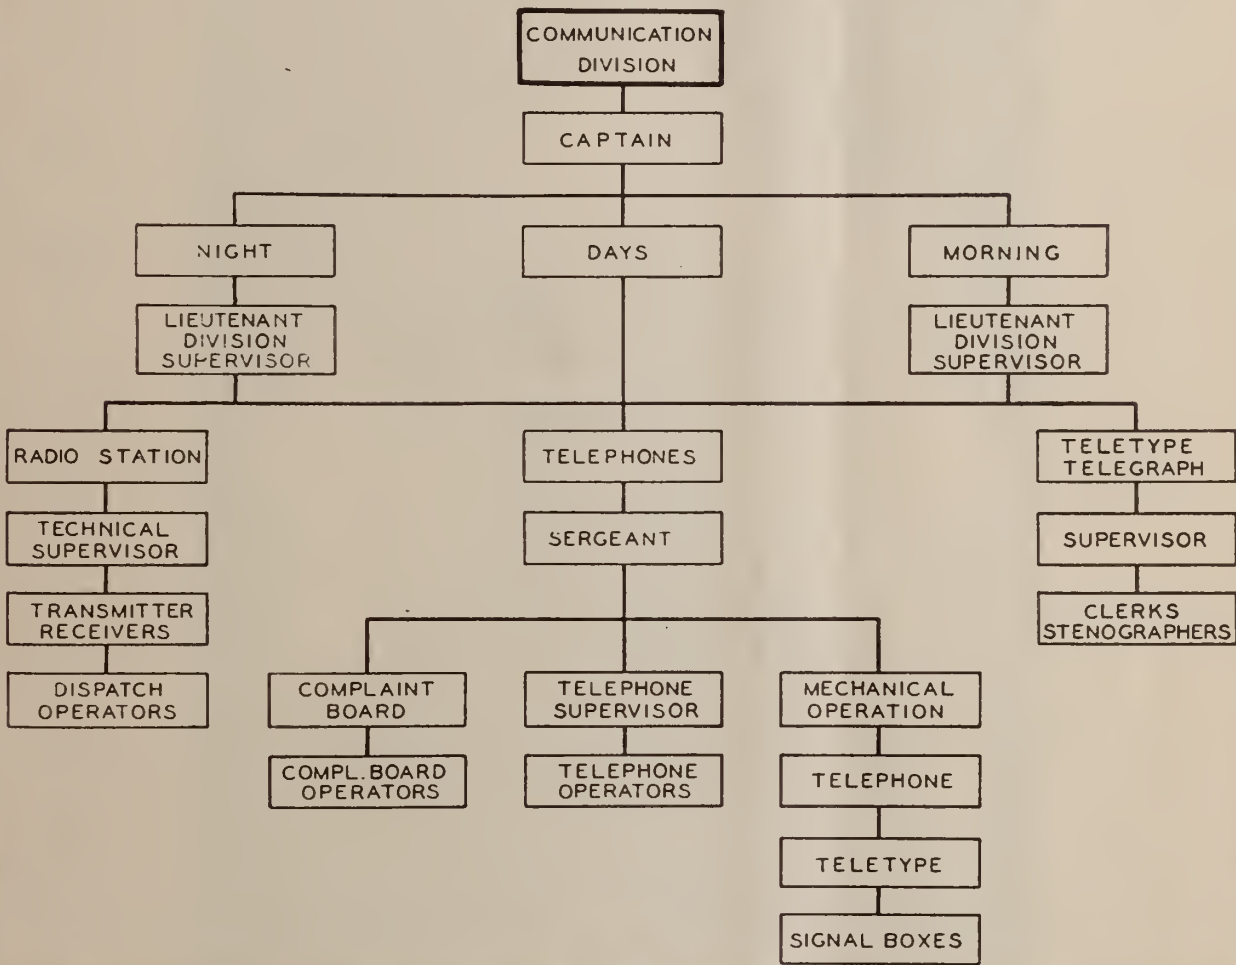 COMMUNICATION
DIVISION
CAPTAIN
NIGHT
DAYS
MORNING
LIEUTENANT
DIVISION
SUPERVISOR
LIEUTENANT
DIVISION
SUPERVISOR
RADIO STATION
TELEPHONES
TELETYPE
TELEGRAPH
TECHNICAL
SUPERVISOR
SERGEANT
SUPERVISOR
TRANSMITTER
RECEIVERS
CLERKS
STENOGRAPHERS
DISPATCH
OPERATORS
COMPLAINT
BOARD
TELEPHONE
SUPERVISOR
MECHANICAL
OPERATION
COMPL. BOARD
OPERATORS
TELEPHONE
OPERATORS
TELEPHONE
TELETYPE
SIGNAL BOXES